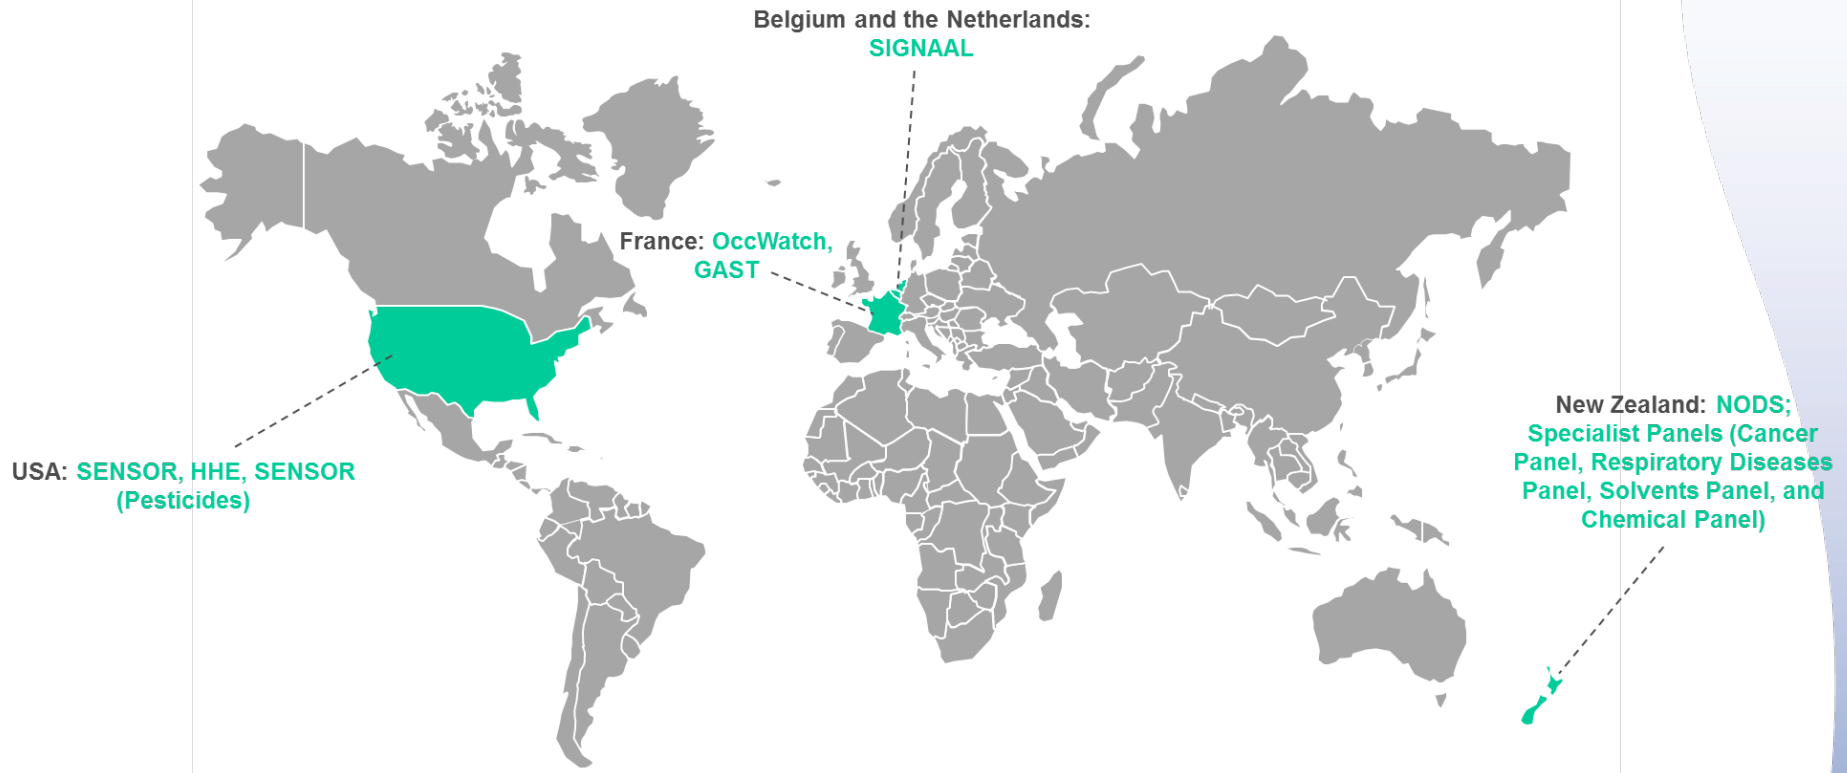 Belgium and the Netherlands:
SIGNAAL
France: OccWatch,
GAST
USA: SENSOR, HHE, SENSOR
(Pesticides)
New Zealand: NODS;
Specialist Panels (Cancer
Panel, Respiratory Diseases
Panel, Solvents Panel, and
Chemical Panel)